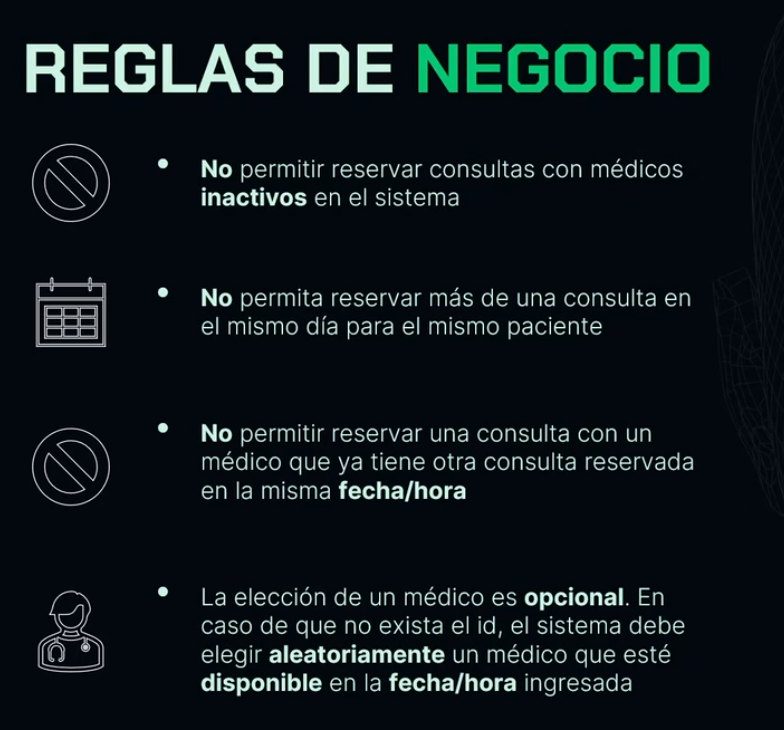 REGLAS DE NEGOCIO
• No permitir reservar consultas con médicos
inactivos en el sistema
• No permita reservar más de una consulta en
el mismo día para el mismo paciente
• No permitir reservar una consulta con un
médico que ya tiene otra consulta reservada
en la misma fecha/hora
• La elección de un médico es opcional. En
caso de que no exista el id, el sistema debe
elegir aleatoriamente un médico que esté
disponible en la fecha/hora ingresada